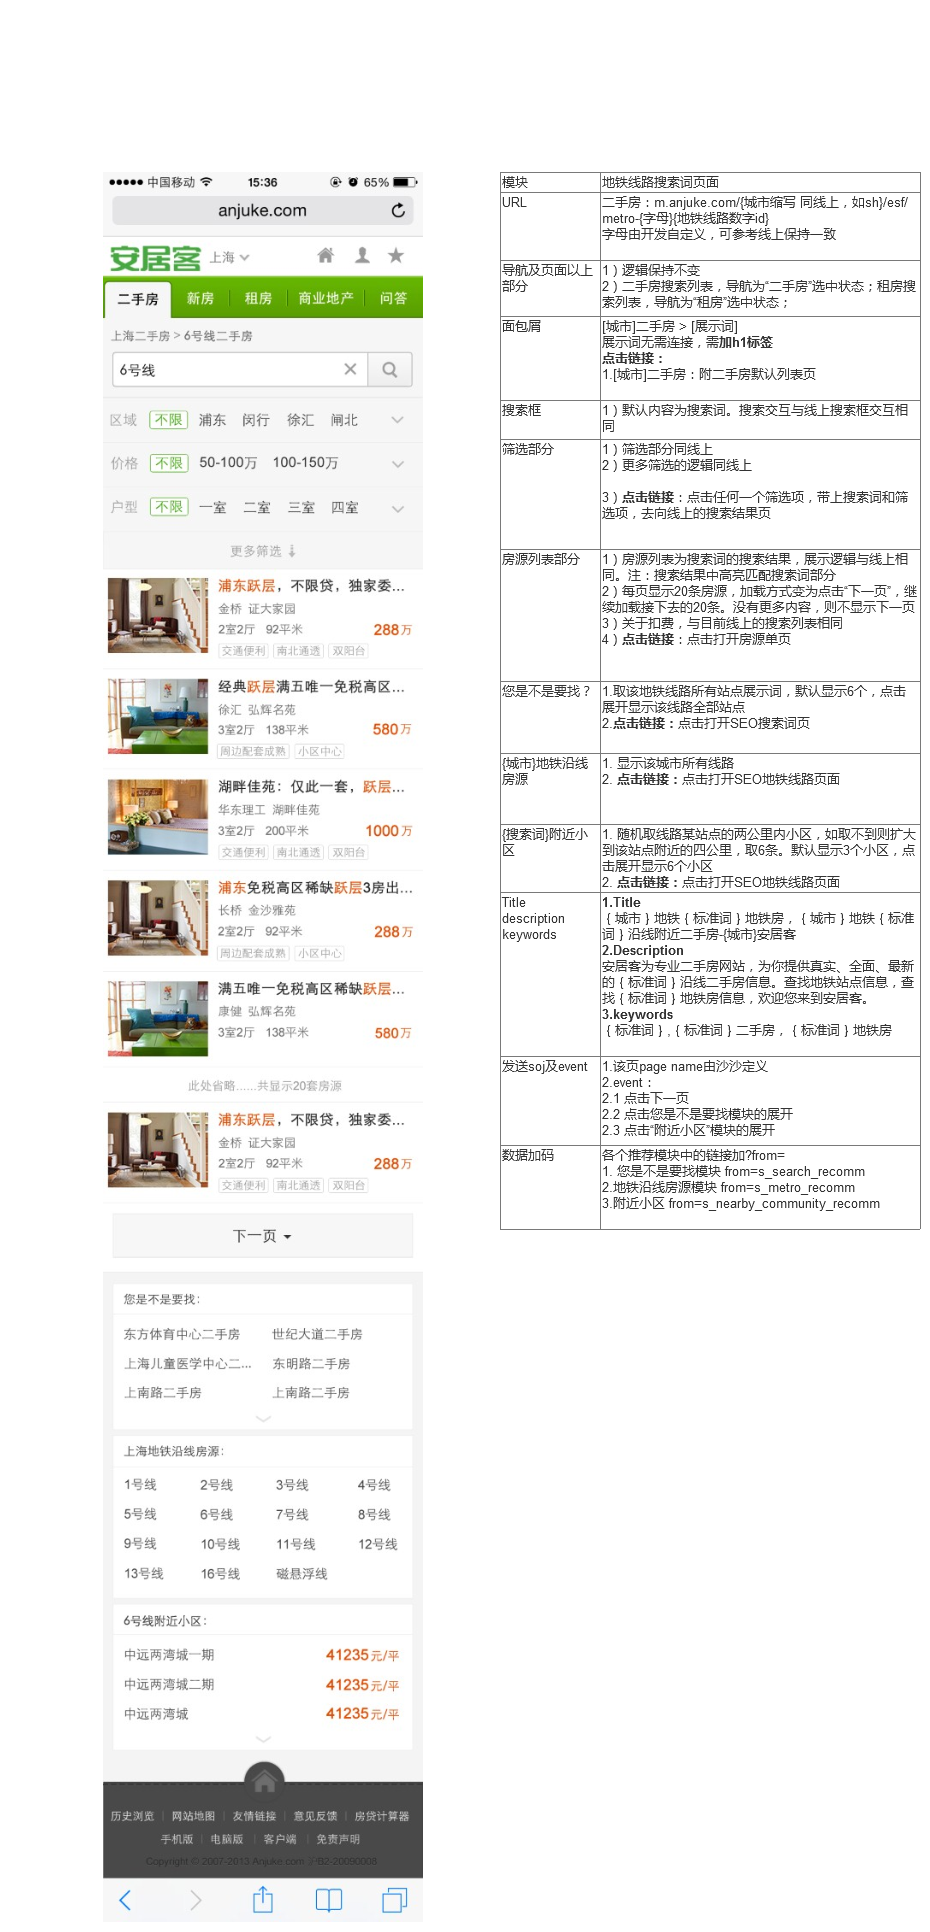 中国移动 15:36 65%
anjuke.com
安居客 上海
二手房 新房 租房 商业地产 问答
上海二手房 > 6号线二手房
6号线
区域 不限 浦东 闵行 徐汇 闸北
价格 不限 50-100万 100-150万
户型 不限 一室 二室 三室 四室
更多筛选
浦东跃层，不限贷，独家委...
金桥 证大家园
2室2厅 92平米 288万
交通便利 南北通透 双阳台
经典跃层满五唯一免税高区...
徐汇 弘辉名苑
3室2厅 138平米 580万
周边配套成熟 小区中心
湖畔佳苑：仅此一套，跃层...
华东理工 湖畔佳苑
3室2厅 200平米 1000万
交通便利 南北通透 双阳台
浦东免税高区稀缺跃层3房出...
长桥 金沙雅苑
2室2厅 92平米 288万
周边配套成熟 小区中心
满五唯一免税高区稀缺跃层...
康健 弘辉名苑
3室2厅 138平米 580万
此处省略......共显示20套房源
浦东跃层，不限贷，独家委...
金桥 证大家园
2室2厅 92平米 288万
交通便利 南北通透 双阳台
下一页
您是不是要找：
东方体育中心二手房 世纪大道二手房
上海儿童医学中心二... 东明路二手房
上南路二手房 上南路二手房
上海地铁沿线房源：
1号线 2号线 3号线 4号线
5号线 6号线 7号线 8号线
9号线 10号线 11号线 12号线
13号线 16号线 磁悬浮线
6号线附近小区：
中远两湾城一期 41235元/平
中远两湾城二期 41235元/平
中远两湾城 41235元/平
历史浏览 | 网站地图 | 友情链接 | 意见反馈 | 房贷计算器
手机版 | 电脑版 | 客户端 | 免责声明
Copyright © 2007-2013 Anjuke.com 沪B2-20090008
模块 地铁线路搜索词页面
URL 二手房：m.anjuke.com/{城市缩写 同线上，如sh}/esf/
metro-{字母}{地铁线路数字id}
字母由开发自定义，可参考线上保持一致
导航及页面以上 1）逻辑保持不变
部分 2）二手房搜索列表，导航为“二手房”选中状态；租房搜
索列表，导航为“租房”选中状态；
面包屑 [城市]二手房 > [展示词]
展示词无需连接，需加h1标签
点击链接：
1.[城市]二手房：附二手房默认列表页
搜索框 1）默认内容为搜索词。搜索交互与线上搜索框交互相
同
筛选部分 1）筛选部分同线上
2）更多筛选的逻辑同线上
3）点击链接：点击任何一个筛选项，带上搜索词和筛
选项，去向线上的搜索结果页
房源列表部分 1）房源列表为搜索词的搜索结果，展示逻辑与线上相
同。注：搜索结果中高亮匹配搜索词部分
2）每页显示20条房源，加载方式变为点击“下一页”，继
续加载接下去的20条。没有更多内容，则不显示下一页
3）关于扣费，与目前线上的搜索列表相同
4）点击链接：点击打开房源单页
您是不是要找？ 1.取该地铁线路所有站点展示词，默认显示6个，点击
展开显示该线路全部站点
2.点击链接：点击打开SEO搜索词页
{城市}地铁沿线 1. 显示该城市所有线路
房源 2. 点击链接：点击打开SEO地铁线路页面
{搜索词}附近小 1. 随机取线路某站点的两公里内小区，如取不到则扩大
区 到该站点附近的四公里，取6条。默认显示3个小区，点
击展开显示6个小区
2. 点击链接：点击打开SEO地铁线路页面
Title 1.Title
description ｛城市｝地铁｛标准词｝地铁房，｛城市｝地铁｛标准
keywords 词｝沿线附近二手房-{城市}安居客
2.Description
安居客为专业二手房网站，为你提供真实、全面、最新
的｛标准词｝沿线二手房信息。查找地铁站点信息，查
找｛标准词｝地铁房信息，欢迎您来到安居客。
3.keywords
｛标准词｝,｛标准词｝二手房，｛标准词｝地铁房
发送soj及event 1.该页page name由沙沙定义
2.event：
2.1 点击下一页
2.2 点击您是不是要找模块的展开
2.3 点击“附近小区”模块的展开
数据加码 各个推荐模块中的链接加?from=
1. 您是不是要找模块 from=s_search_recomm
2.地铁沿线房源模块 from=s_metro_recomm
3.附近小区 from=s_nearby_community_recomm